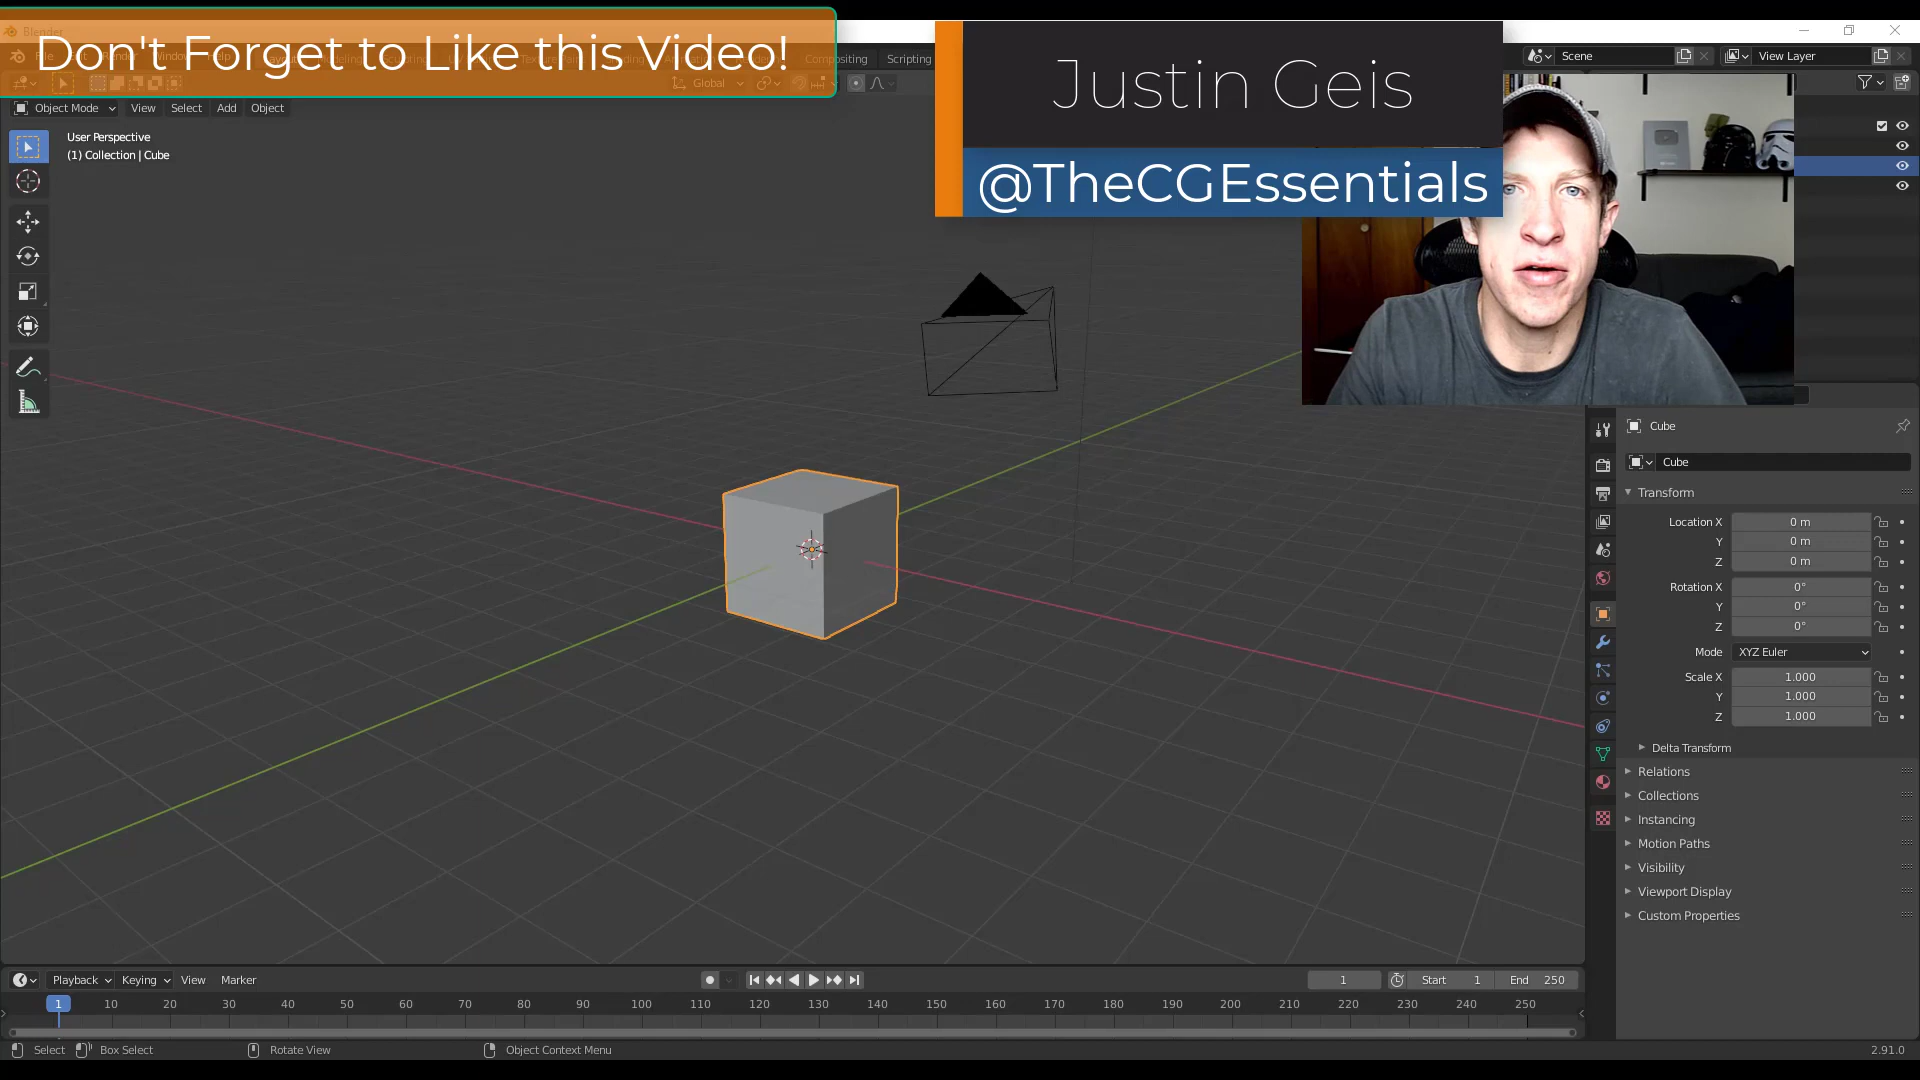 Don't Forget to Like this Video!
Justin Geis
@TheCGEssentials
Compositing
Scripting
Scene
View Layer
Global
Object Mode
View
Select
Add
Object
User Perspective
(1) Collection | Cube
Cube
Cube
Transform
Location X 0 m
Y 0 m
Z 0 m
Rotation X 0°
Y 0°
Z 0°
Mode XYZ Euler
Scale X 1.000
Y 1.000
Z 1.000
Delta Transform
Relations
Collections
Instancing
Motion Paths
Visibility
Viewport Display
Custom Properties
Playback
Keying
View
Marker
1
Start 1
End 250
1 10 20 30 40 50 60 70 80 90 100 110 120 130 140 150 160 170 180 190 200 210 220 230 240 250
Select
Box Select
Rotate View
Object Context Menu
2.91.0